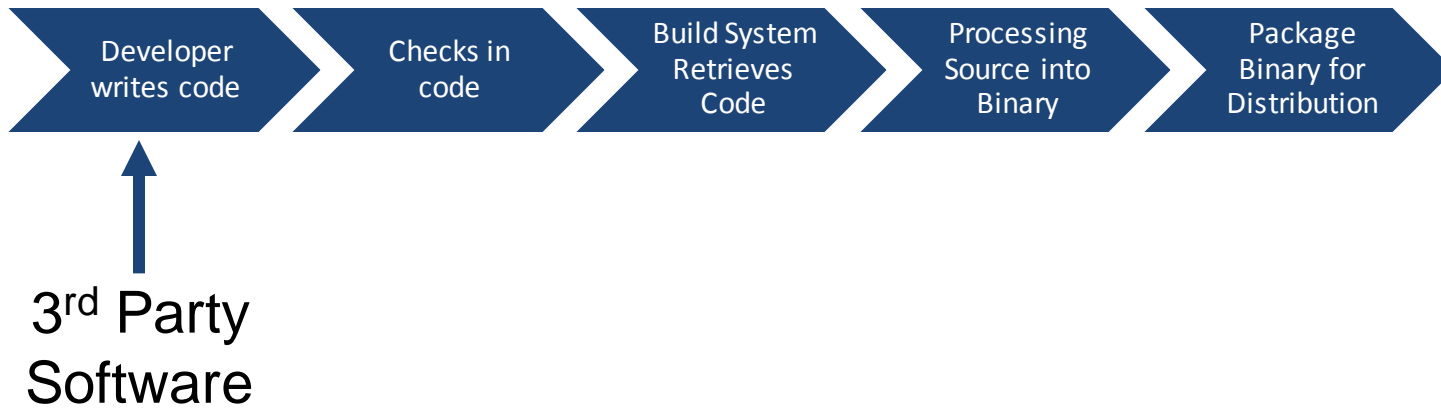 Developer
writes code
Checks in
code
Build System
Retrieves
Code
Processing
Source into
Binary
Package
Binary for
Distribution
3rd Party
Software